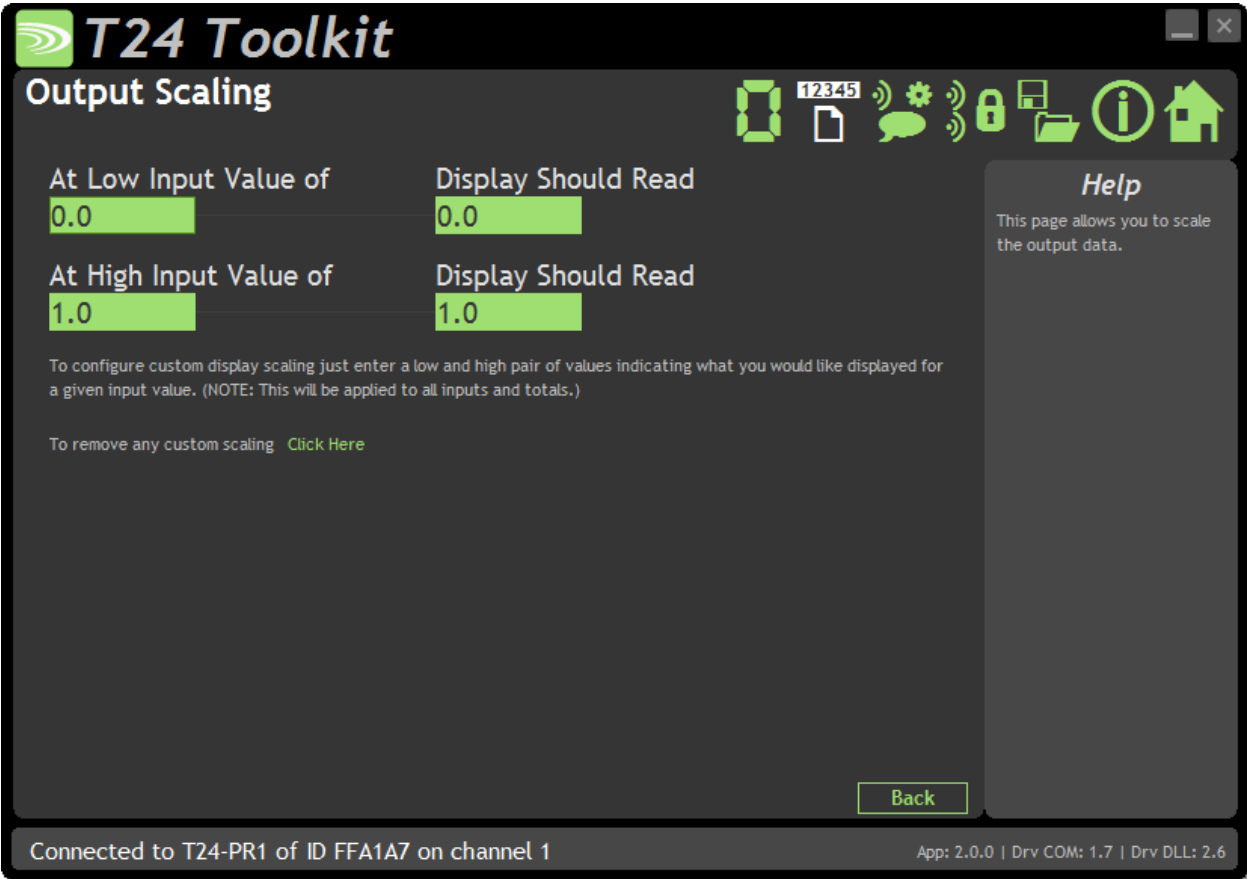 T24 Toolkit
Output Scaling
12345
At Low Input Value of
Display Should Read
0.0
0.0
At High Input Value of
Display Should Read
1.0
1.0
To configure custom display scaling just enter a low and high pair of values indicating what you would like displayed for
a given input value. (NOTE: This will be applied to all inputs and totals.)
To remove any custom scaling Click Here
Help
This page allows you to scale
the output data.
Back
Connected to T24-PR1 of ID FFA1A7 on channel 1
App: 2.0.0 | Drv COM: 1.7 | Drv DLL: 2.6